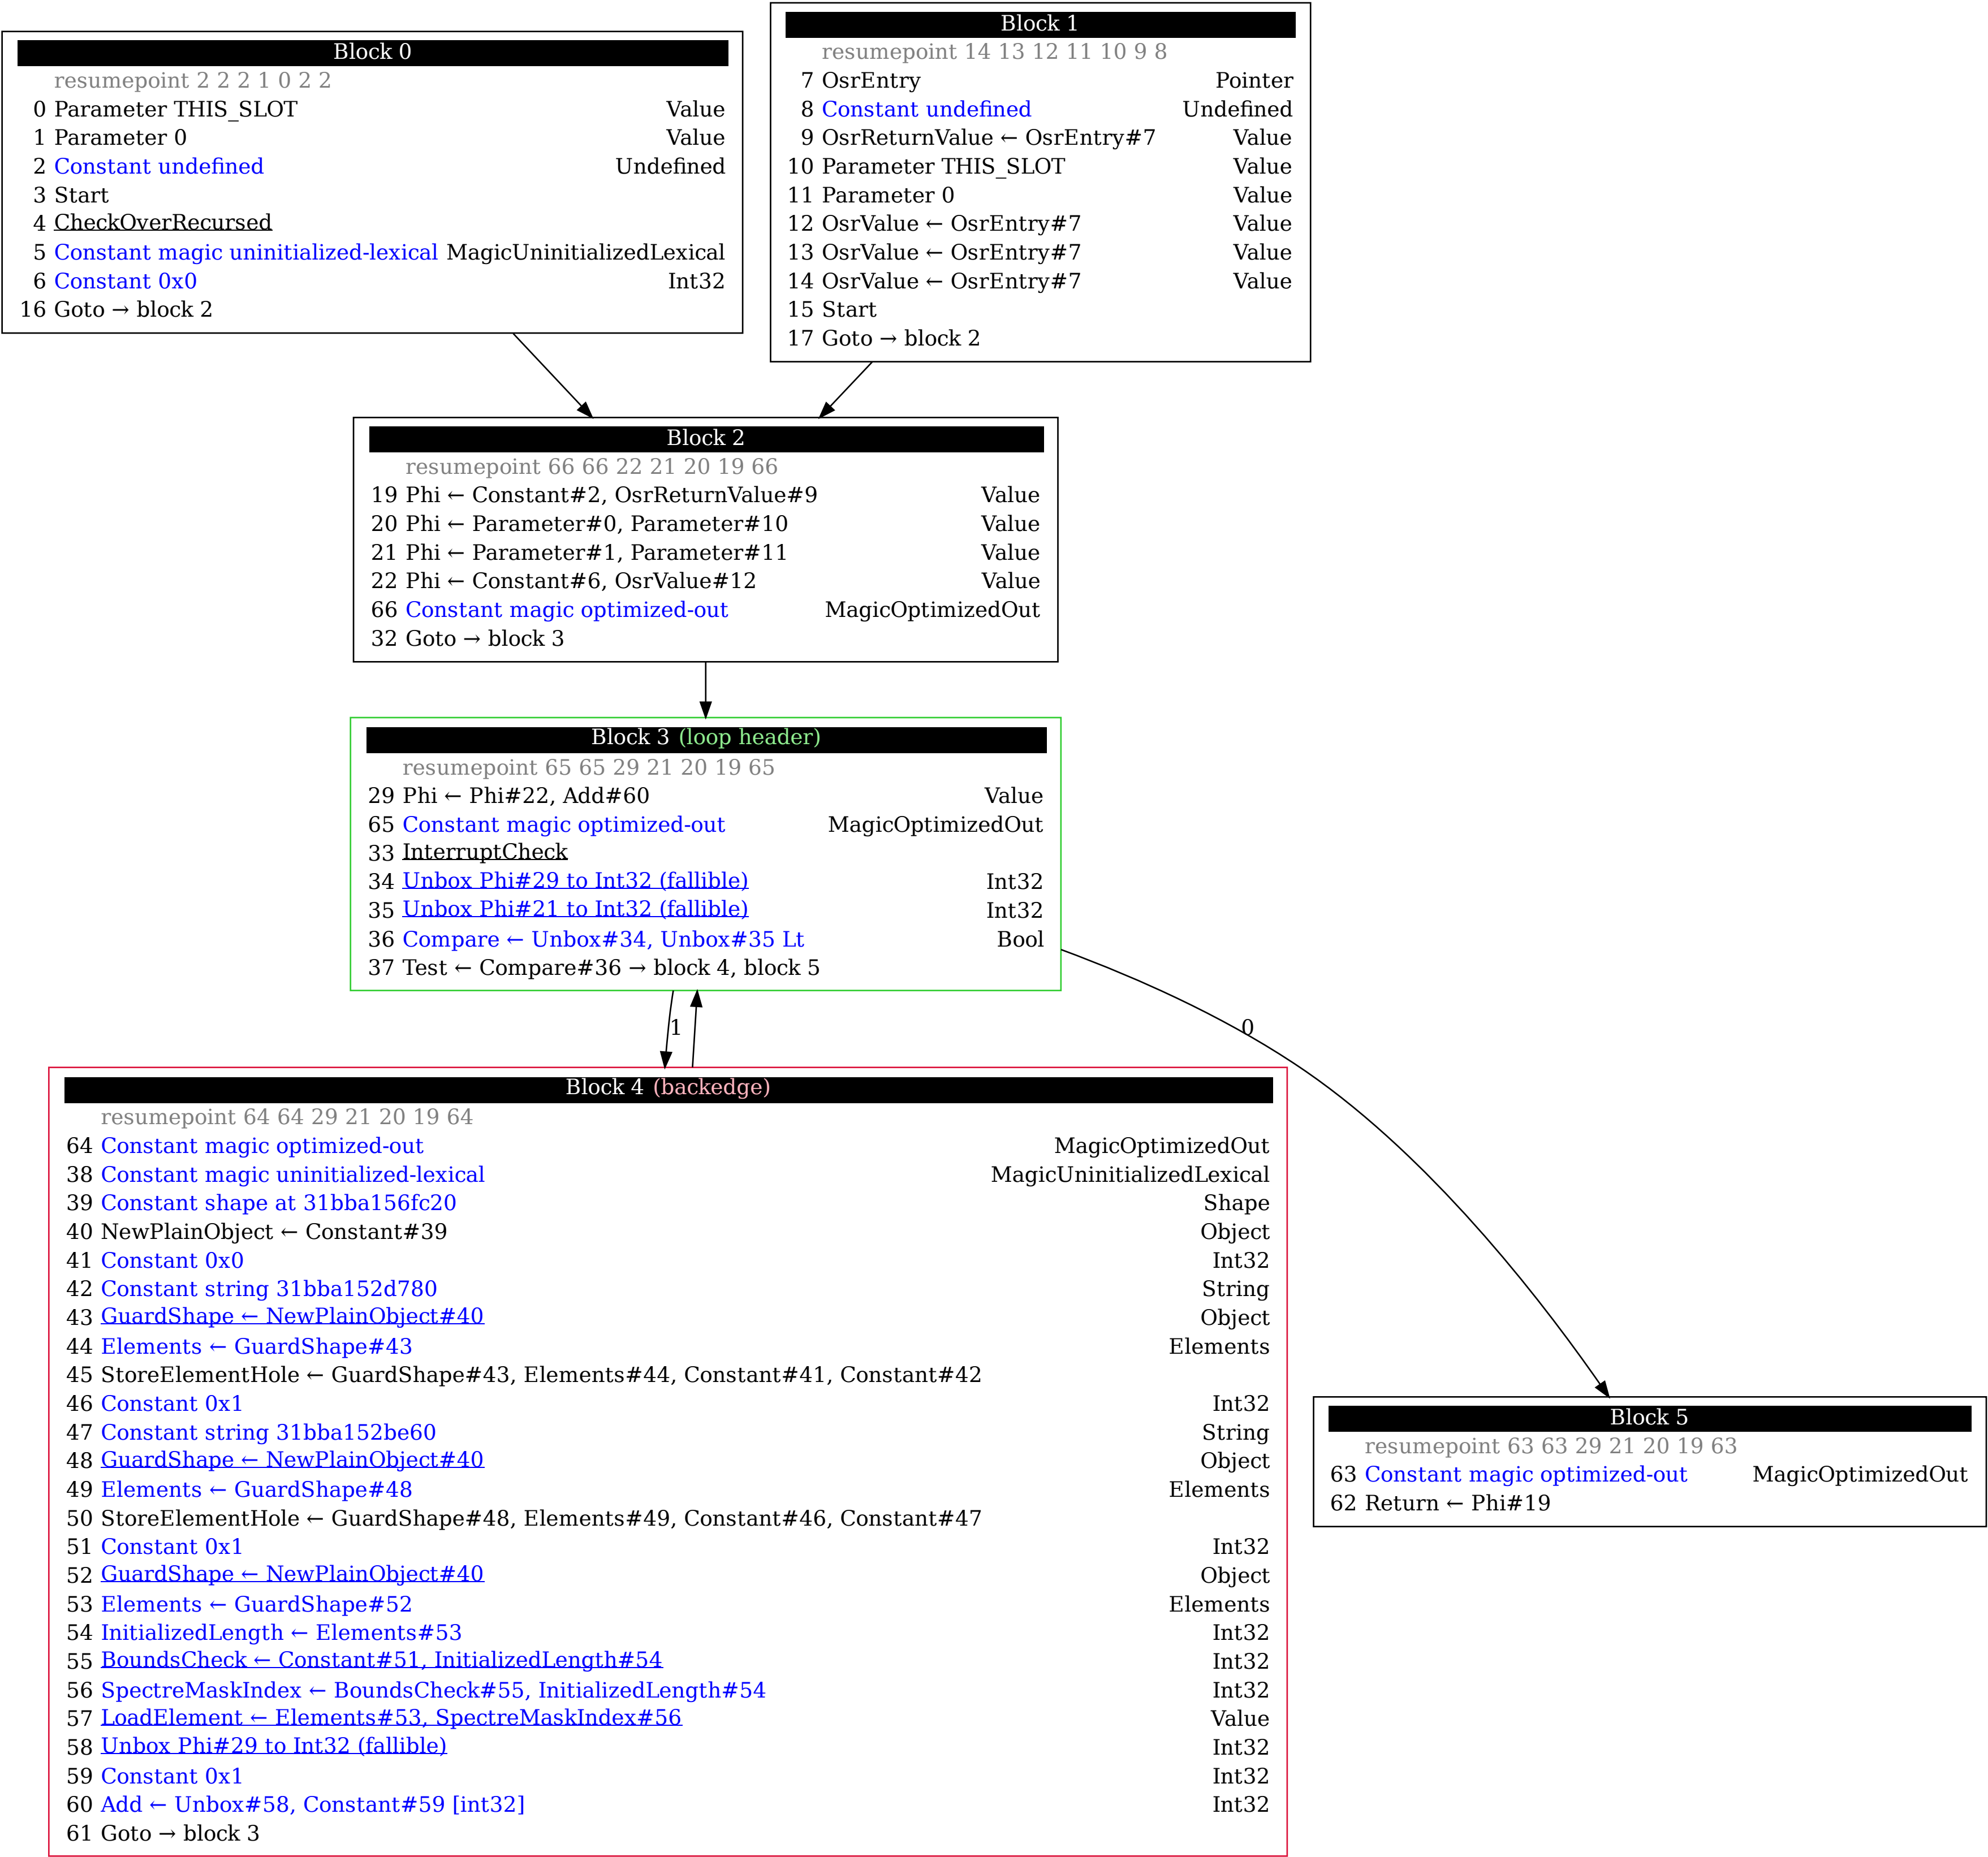 Block 0
resumepoint 2 2 2 1 0 2 2
0 Parameter THIS_SLOT Value
1 Parameter 0 Value
2 Constant undefined Undefined
3 Start
4 CheckOverRecursed
5 Constant magic uninitialized-lexical MagicUninitializedLexical
6 Constant 0x0 Int32
16 Goto → block 2
Block 1
resumepoint 14 13 12 11 10 9 8
7 OsrEntry Pointer
8 Constant undefined Undefined
9 OsrReturnValue ← OsrEntry#7 Value
10 Parameter THIS_SLOT Value
11 Parameter 0 Value
12 OsrValue ← OsrEntry#7 Value
13 OsrValue ← OsrEntry#7 Value
14 OsrValue ← OsrEntry#7 Value
15 Start
17 Goto → block 2
Block 2
resumepoint 66 66 22 21 20 19 66
19 Phi ← Constant#2, OsrReturnValue#9 Value
20 Phi ← Parameter#0, Parameter#10 Value
21 Phi ← Parameter#1, Parameter#11 Value
22 Phi ← Constant#6, OsrValue#12 Value
66 Constant magic optimized-out MagicOptimizedOut
32 Goto → block 3
Block 3 (loop header)
resumepoint 65 65 29 21 20 19 65
29 Phi ← Phi#22, Add#60 Value
65 Constant magic optimized-out MagicOptimizedOut
33 InterruptCheck
34 Unbox Phi#29 to Int32 (fallible) Int32
35 Unbox Phi#21 to Int32 (fallible) Int32
36 Compare ← Unbox#34, Unbox#35 Lt Bool
37 Test ← Compare#36 → block 4, block 5
1
0
Block 4 (backedge)
resumepoint 64 64 29 21 20 19 64
64 Constant magic optimized-out MagicOptimizedOut
38 Constant magic uninitialized-lexical MagicUninitializedLexical
39 Constant shape at 31bba156fc20 Shape
40 NewPlainObject ← Constant#39 Object
41 Constant 0x0 Int32
42 Constant string 31bba152d780 String
43 GuardShape ← NewPlainObject#40 Object
44 Elements ← GuardShape#43 Elements
45 StoreElementHole ← GuardShape#43, Elements#44, Constant#41, Constant#42
46 Constant 0x1 Int32
47 Constant string 31bba152be60 String
48 GuardShape ← NewPlainObject#40 Object
49 Elements ← GuardShape#48 Elements
50 StoreElementHole ← GuardShape#48, Elements#49, Constant#46, Constant#47
51 Constant 0x1 Int32
52 GuardShape ← NewPlainObject#40 Object
53 Elements ← GuardShape#52 Elements
54 InitializedLength ← Elements#53 Int32
55 BoundsCheck ← Constant#51, InitializedLength#54 Int32
56 SpectreMaskIndex ← BoundsCheck#55, InitializedLength#54 Int32
57 LoadElement ← Elements#53, SpectreMaskIndex#56 Value
58 Unbox Phi#29 to Int32 (fallible) Int32
59 Constant 0x1 Int32
60 Add ← Unbox#58, Constant#59 [int32] Int32
61 Goto → block 3
Block 5
resumepoint 63 63 29 21 20 19 63
63 Constant magic optimized-out MagicOptimizedOut
62 Return ← Phi#19